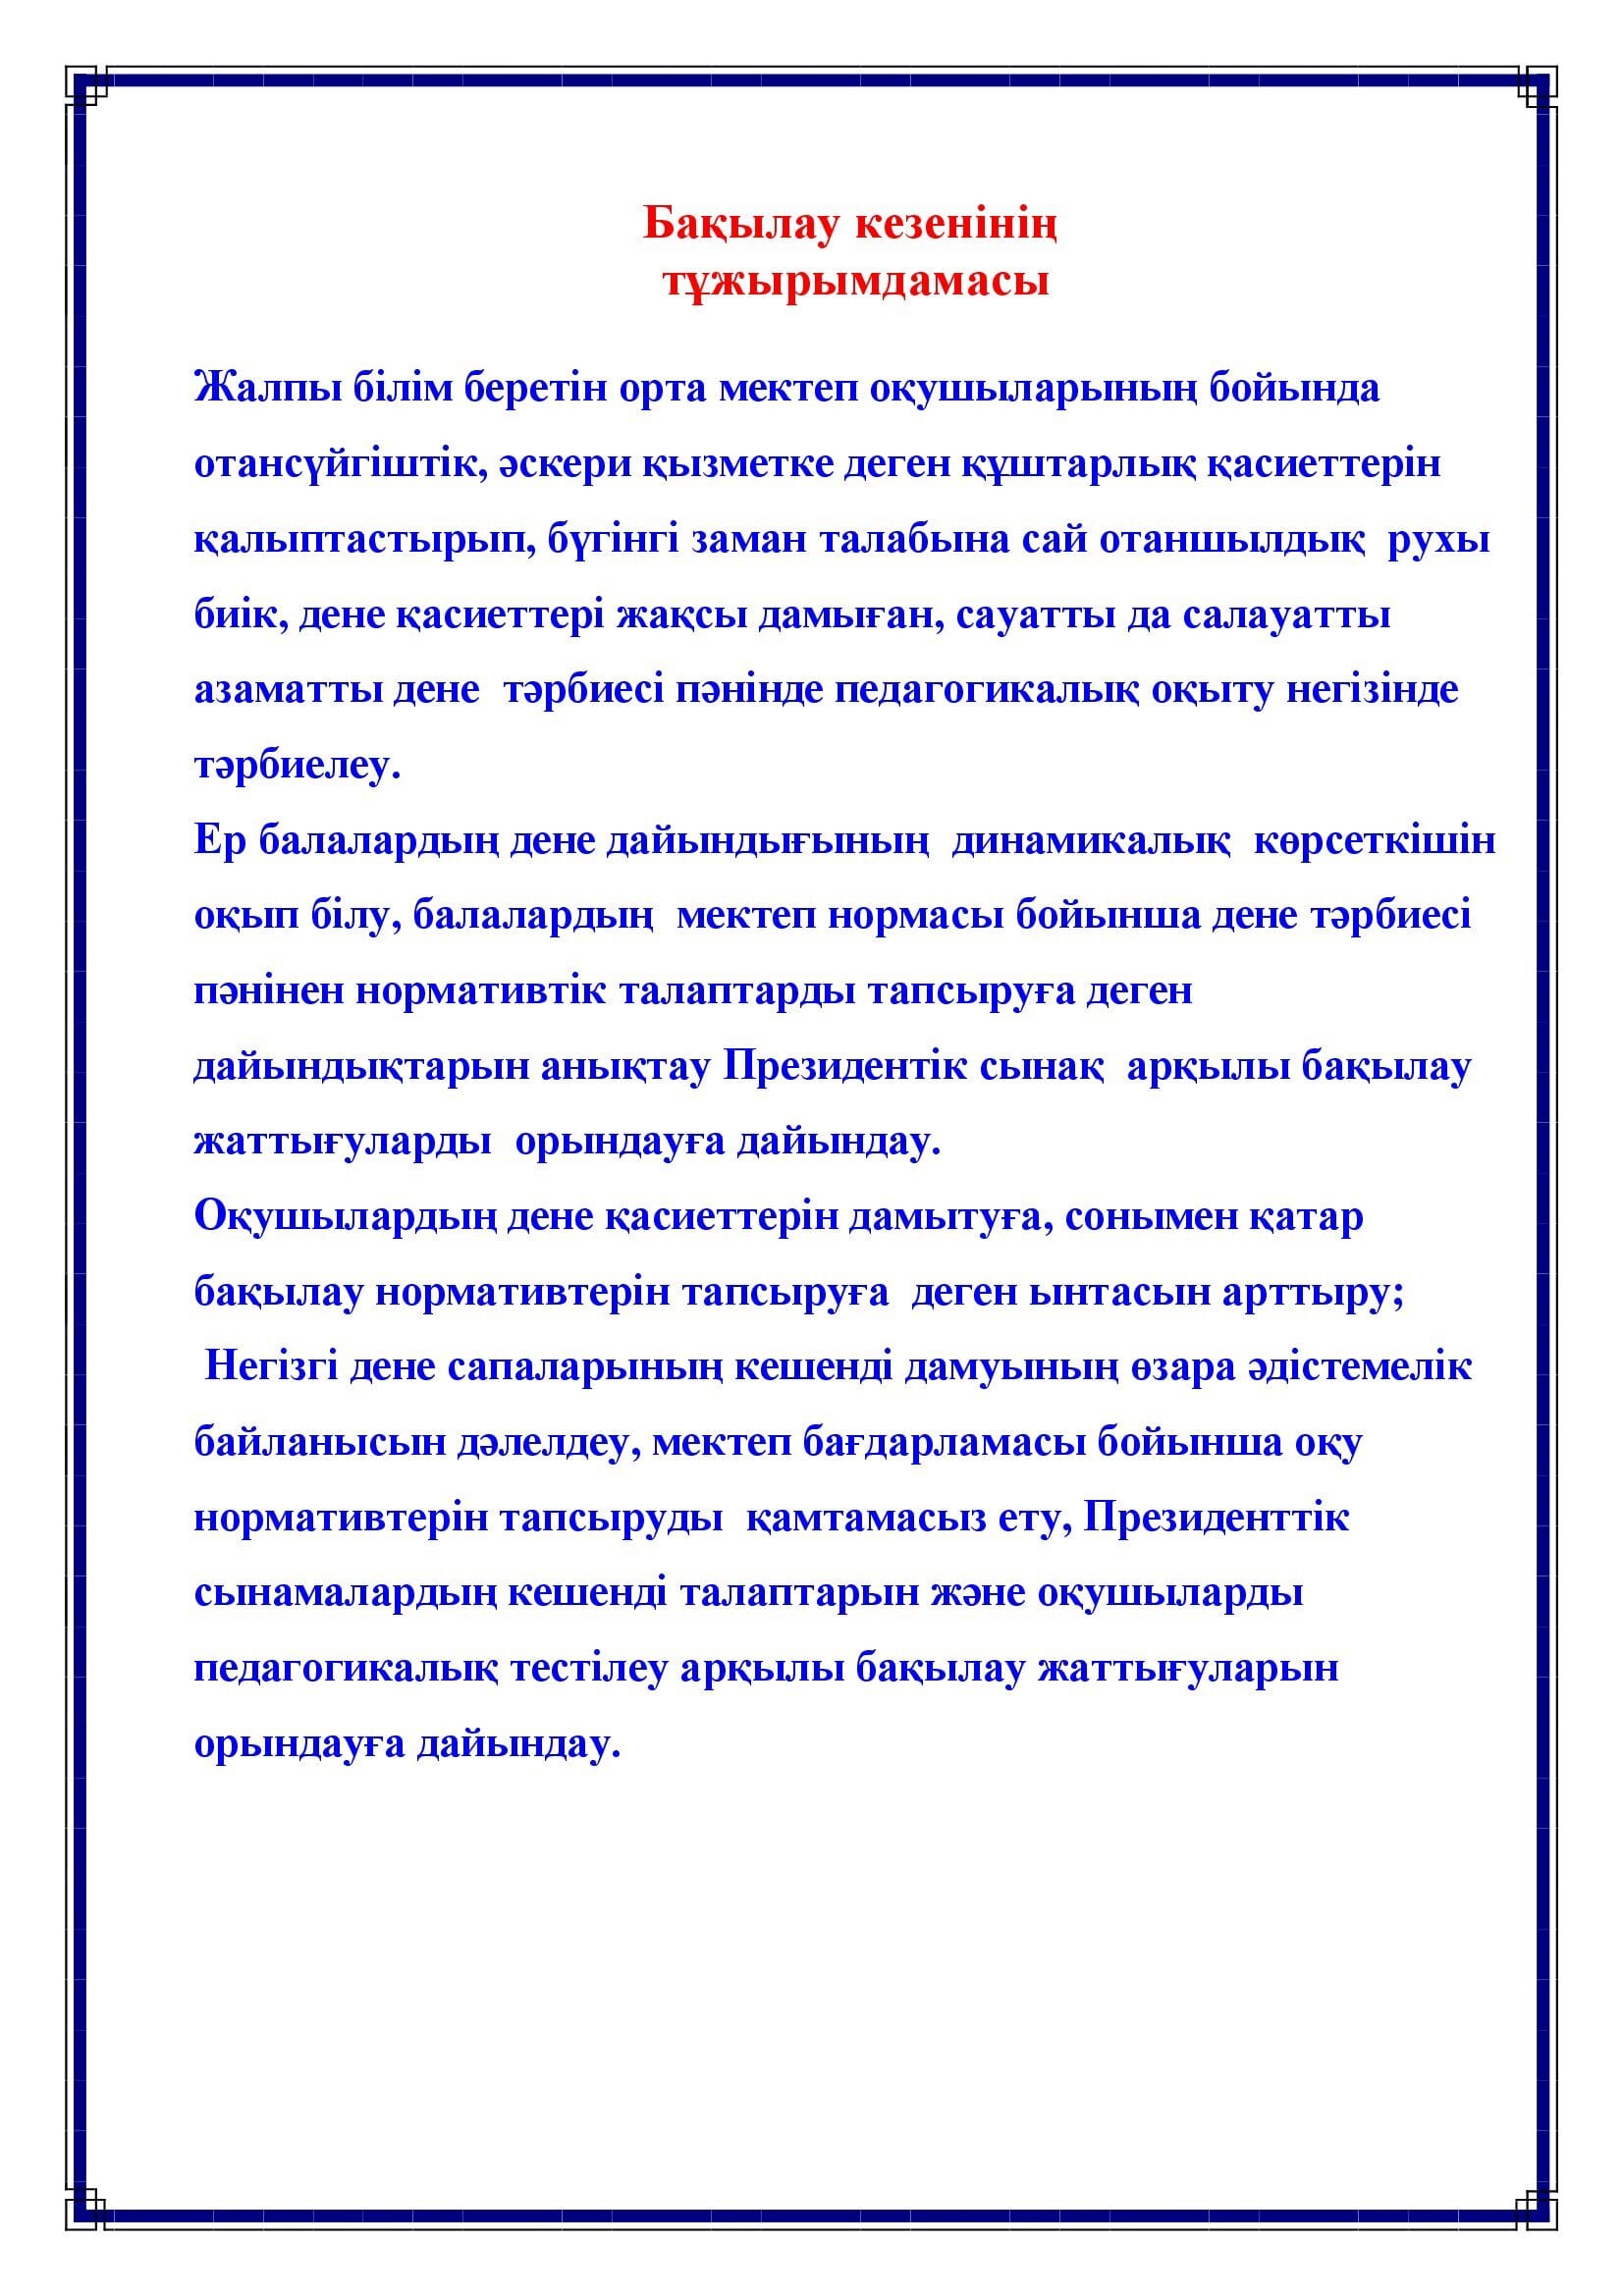 Бақылау кезенінің
тұжырымдамасы
Жалпы білім беретін орта мектеп оқушыларының бойында
отансүйгіштік, әскери қызметке деген құштарлық қасиеттерін
қалыптастырып, бүгінгі заман талабына сай отаншылдық рухы
биік, дене қасиеттері жақсы дамыған, сауатты да салауатты
азаматты дене тәрбиесі пәнінде педагогикалық оқыту негізінде
тәрбиелеу.
Ер балалардың дене дайындығының динамикалық көрсеткішін
оқып білу, балалардың мектеп нормасы бойынша дене тәрбиесі
пәнінен нормативтік талаптарды тапсыруға деген
дайындықтарын анықтау Президентік сынақ арқылы бақылау
жаттығуларды орындауға дайындау.
Оқушылардың дене қасиеттерін дамытуға, сонымен қатар
бақылау нормативтерін тапсыруға деген ынтасын арттыру;
Негізгі дене сапаларының кешенді дамуының өзара әдістемелік
байланысын дәлелдеу, мектеп бағдарламасы бойынша оқу
нормативтерін тапсыруды қамтамасыз ету, Президенттік
сынамалардың кешенді талаптарын және оқушыларды
педагогикалық тестілеу арқылы бақылау жаттығуларын
орындауға дайындау.